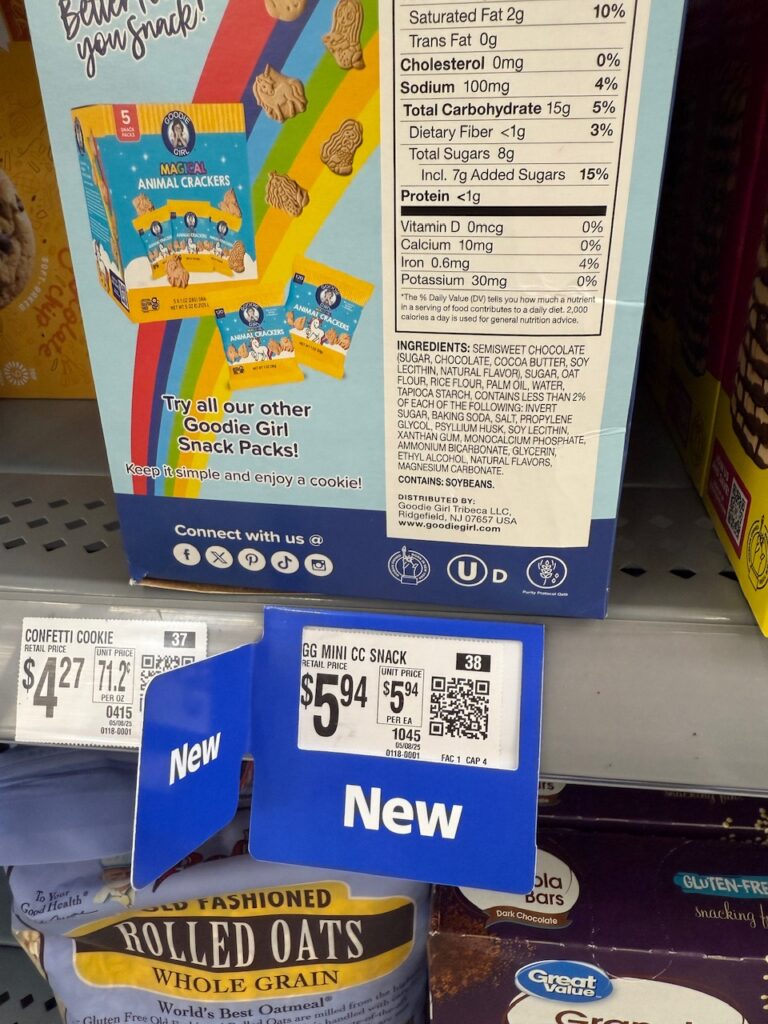 Better
you snack!
5
SNACK
PACKS
GOODIE
GIRL
MAGICAL
ANIMAL CRACKERS
ANIMAL CRACKERS
ANIMAL CRACKERS
Try all our other
Goodie Girl
Snack Packs!
Keep it simple and enjoy a cookie!
Connect with us @
Saturated Fat 2g 10%
Trans Fat 0g
Cholesterol 0mg 0%
Sodium 100mg 4%
Total Carbohydrate 15g 5%
Dietary Fiber <1g 3%
Total Sugars 8g
Incl. 7g Added Sugars 15%
Protein <1g
Vitamin D 0mcg 0%
Calcium 10mg 0%
Iron 0.6mg 4%
Potassium 30mg 0%
*The % Daily Value (DV) tells you how much a nutrient
in a serving of food contributes to a daily diet. 2,000
calories a day is used for general nutrition advice.
INGREDIENTS: SEMISWEET CHOCOLATE
(SUGAR, CHOCOLATE, COCOA BUTTER, SOY
LECITHIN, NATURAL FLAVOR), SUGAR, OAT
FLOUR, RICE FLOUR, PALM OIL, WATER,
TAPIOCA STARCH, CONTAINS LESS THAN 2%
OF EACH OF THE FOLLOWING: INVERT
SUGAR, BAKING SODA, SALT, PROPYLENE
GLYCOL, PSYLLIUM HUSK, SOY LECITHIN,
XANTHAN GUM, MONOCALCIUM PHOSPHATE,
AMMONIUM BICARBONATE, GLYCERIN,
ETHYL ALCOHOL, NATURAL FLAVORS,
MAGNESIUM CARBONATE.
CONTAINS: SOYBEANS.
DISTRIBUTED BY:
Goodie Girl Tribeca LLC,
Ridgefield, NJ 07657 USA
www.goodiegirl.com
U D
CONFETTI COOKIE 37
RETAIL PRICE
$4.27
UNIT PRICE
71.2¢
PER OZ
0415
05/08/25
0118-0001
New
GG MINI CC SNACK 38
RETAIL PRICE
$5.94
UNIT PRICE
$5.94
PER EA
1045
05/08/25
0118-0001 FAC 1 CAP 4
New
To Your
Good Health
OLD FASHIONED
ROLLED OATS
WHOLE GRAIN
World's Best Oatmeal®
Bars
Dark Chocolate
GLUTEN-FRE
snacking
Great
Value